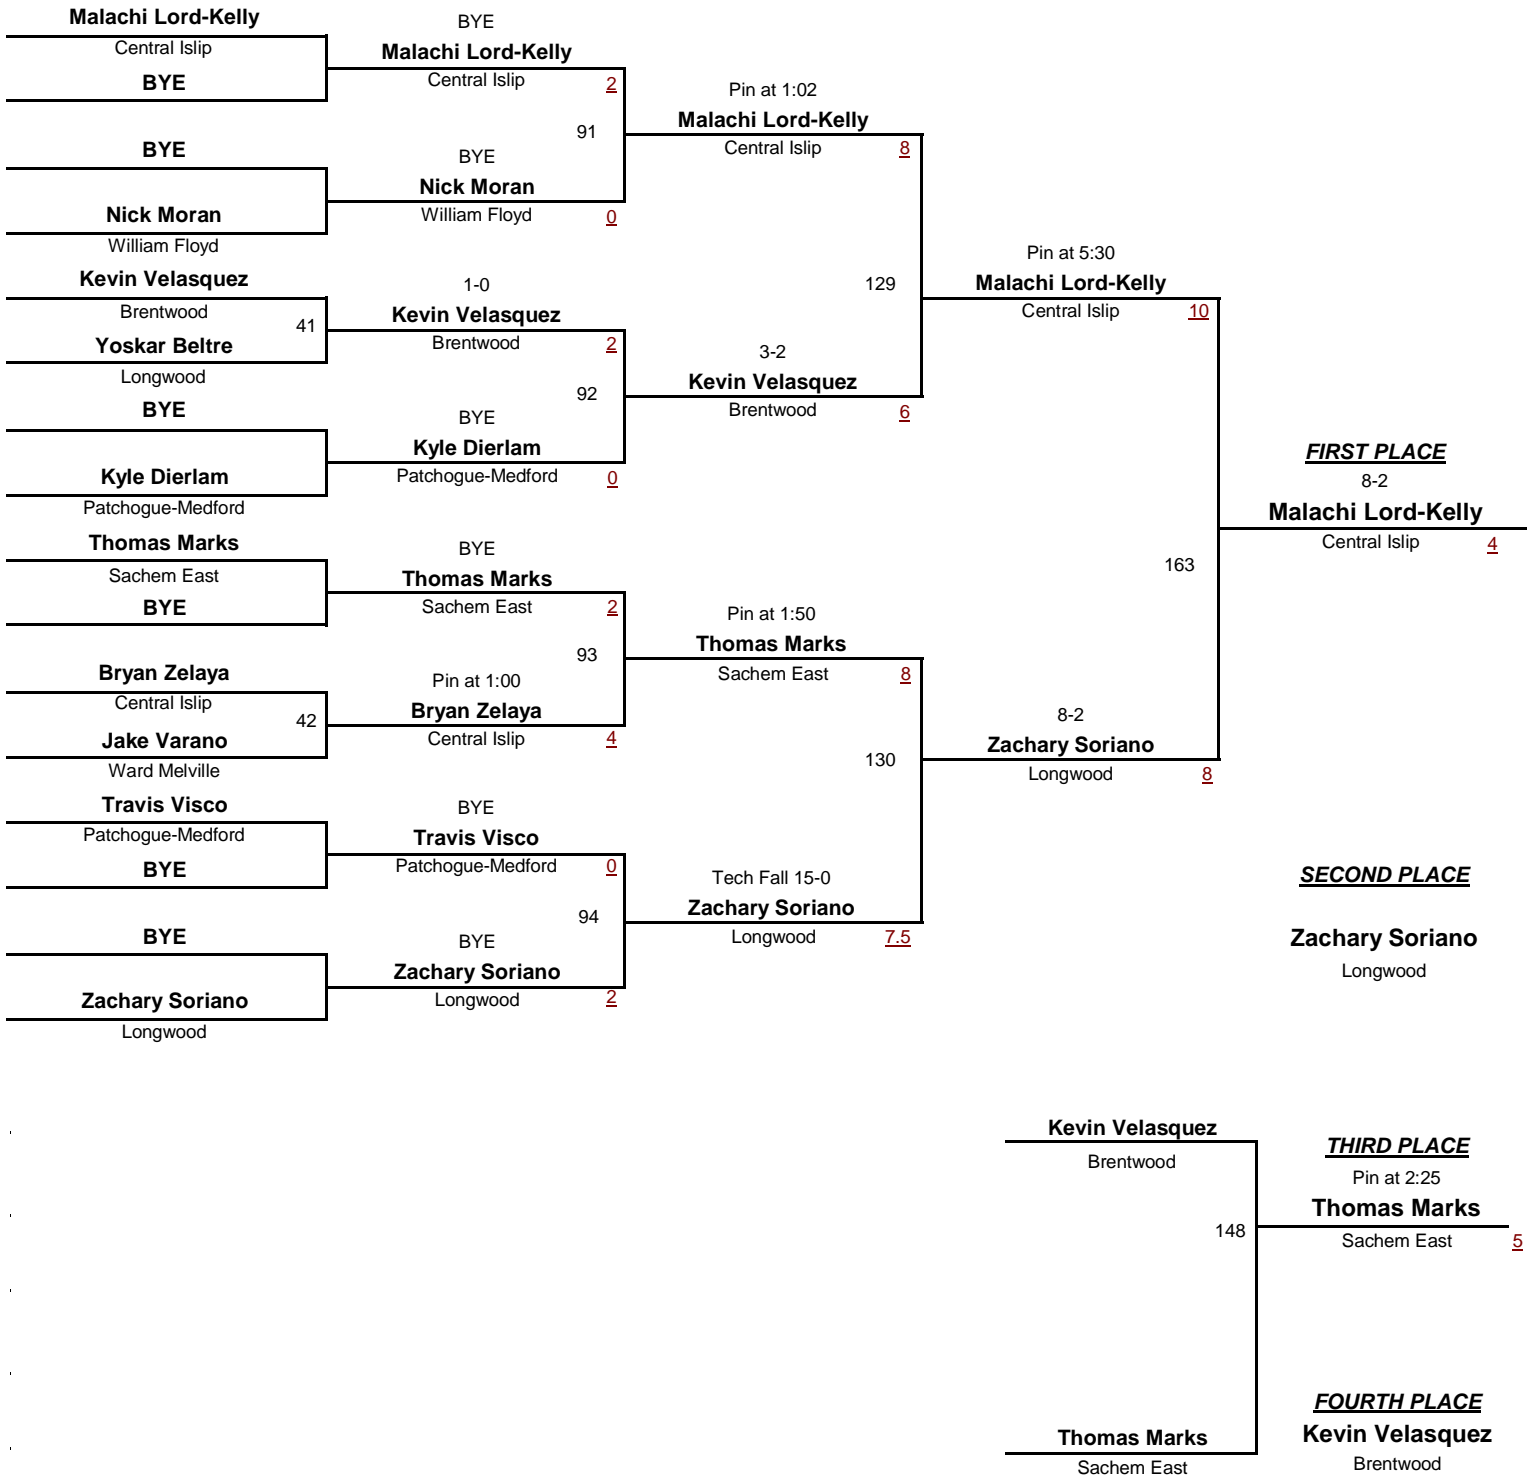 Malachi Lord-Kelly
Central Islip
BYE
BYE
Nick Moran
William Floyd
Kevin Velasquez
Brentwood
41
Yoskar Beltre
Longwood
BYE
Kyle Dierlam
Patchogue-Medford
Thomas Marks
Sachem East
BYE
Bryan Zelaya
Central Islip
42
Jake Varano
Ward Melville
Travis Visco
Patchogue-Medford
BYE
BYE
Zachary Soriano
Longwood
BYE
Malachi Lord-Kelly
Central Islip 2
91
BYE
Nick Moran
William Floyd 0
1-0
Kevin Velasquez
Brentwood 2
92
BYE
Kyle Dierlam
Patchogue-Medford 0
BYE
Thomas Marks
Sachem East 2
93
Pin at 1:00
Bryan Zelaya
Central Islip 4
BYE
Travis Visco
Patchogue-Medford 0
94
BYE
Zachary Soriano
Longwood 2
Pin at 1:02
Malachi Lord-Kelly
Central Islip 8
129
3-2
Kevin Velasquez
Brentwood 6
Pin at 1:50
Thomas Marks
Sachem East 8
130
Tech Fall 15-0
Zachary Soriano
Longwood 7.5
Pin at 5:30
Malachi Lord-Kelly
Central Islip 10
163
8-2
Zachary Soriano
Longwood 8
FIRST PLACE
8-2
Malachi Lord-Kelly
Central Islip 4
SECOND PLACE
Zachary Soriano
Longwood
Kevin Velasquez
Brentwood
148
Thomas Marks
Sachem East
THIRD PLACE
Pin at 2:25
Thomas Marks
Sachem East 5
FOURTH PLACE
Kevin Velasquez
Brentwood